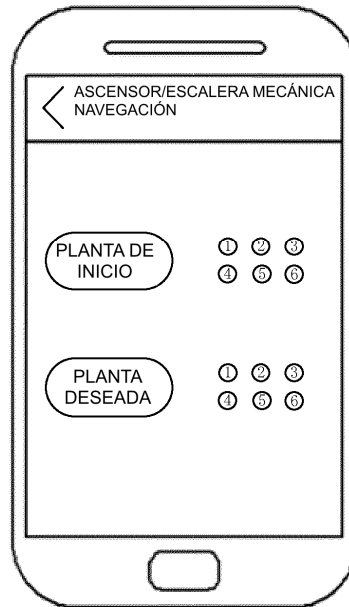 ASCENSOR/ESCALERA MECÁNICA
NAVEGACIÓN
PLANTA DE
INICIO
① ② ③
④ ⑤ ⑥
PLANTA
DESEADA
① ② ③
④ ⑤ ⑥